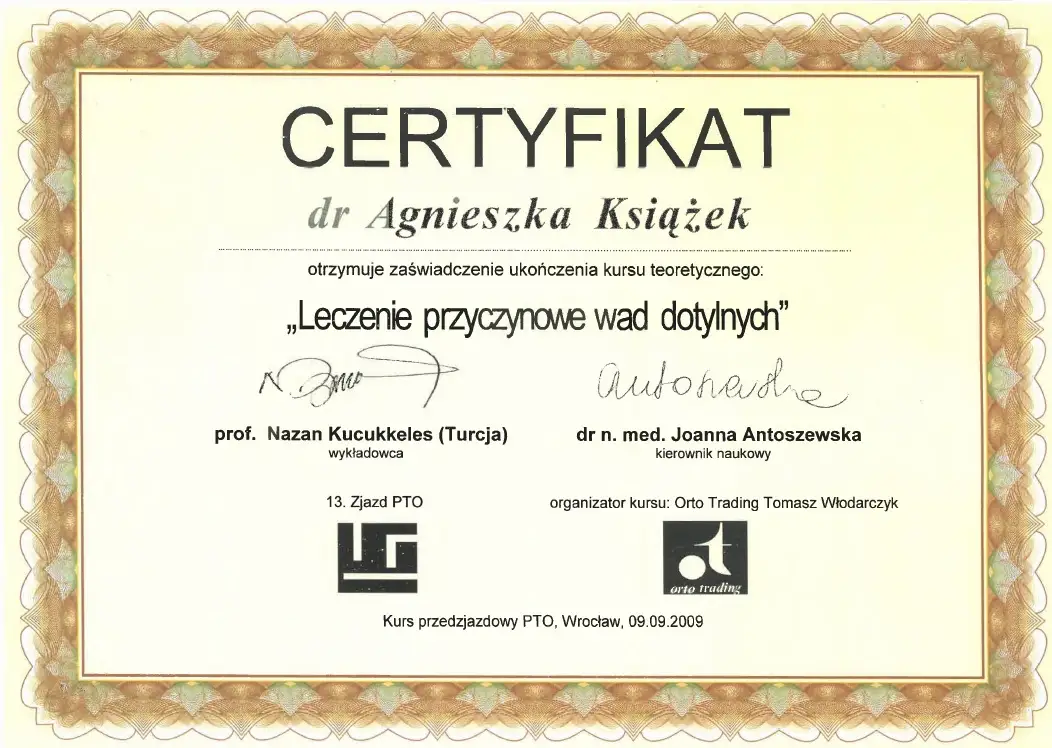 CERTYFIKAT
dr Agnieszka Książek
otrzymuje zaświadczenie ukończenia kursu teoretycznego:
„Leczenie przyczynowe wad dotylnych”
Antoszewska
prof. Nazan Kucukkeles (Turcja)
dr n. med. Joanna Antoszewska
wykładowca
kierownik naukowy
13. Zjazd PTO
organizator kursu: Orto Trading Tomasz Włodarczyk
ot
orto trading
Kurs przedzjazdowy PTO, Wrocław, 09.09.2009